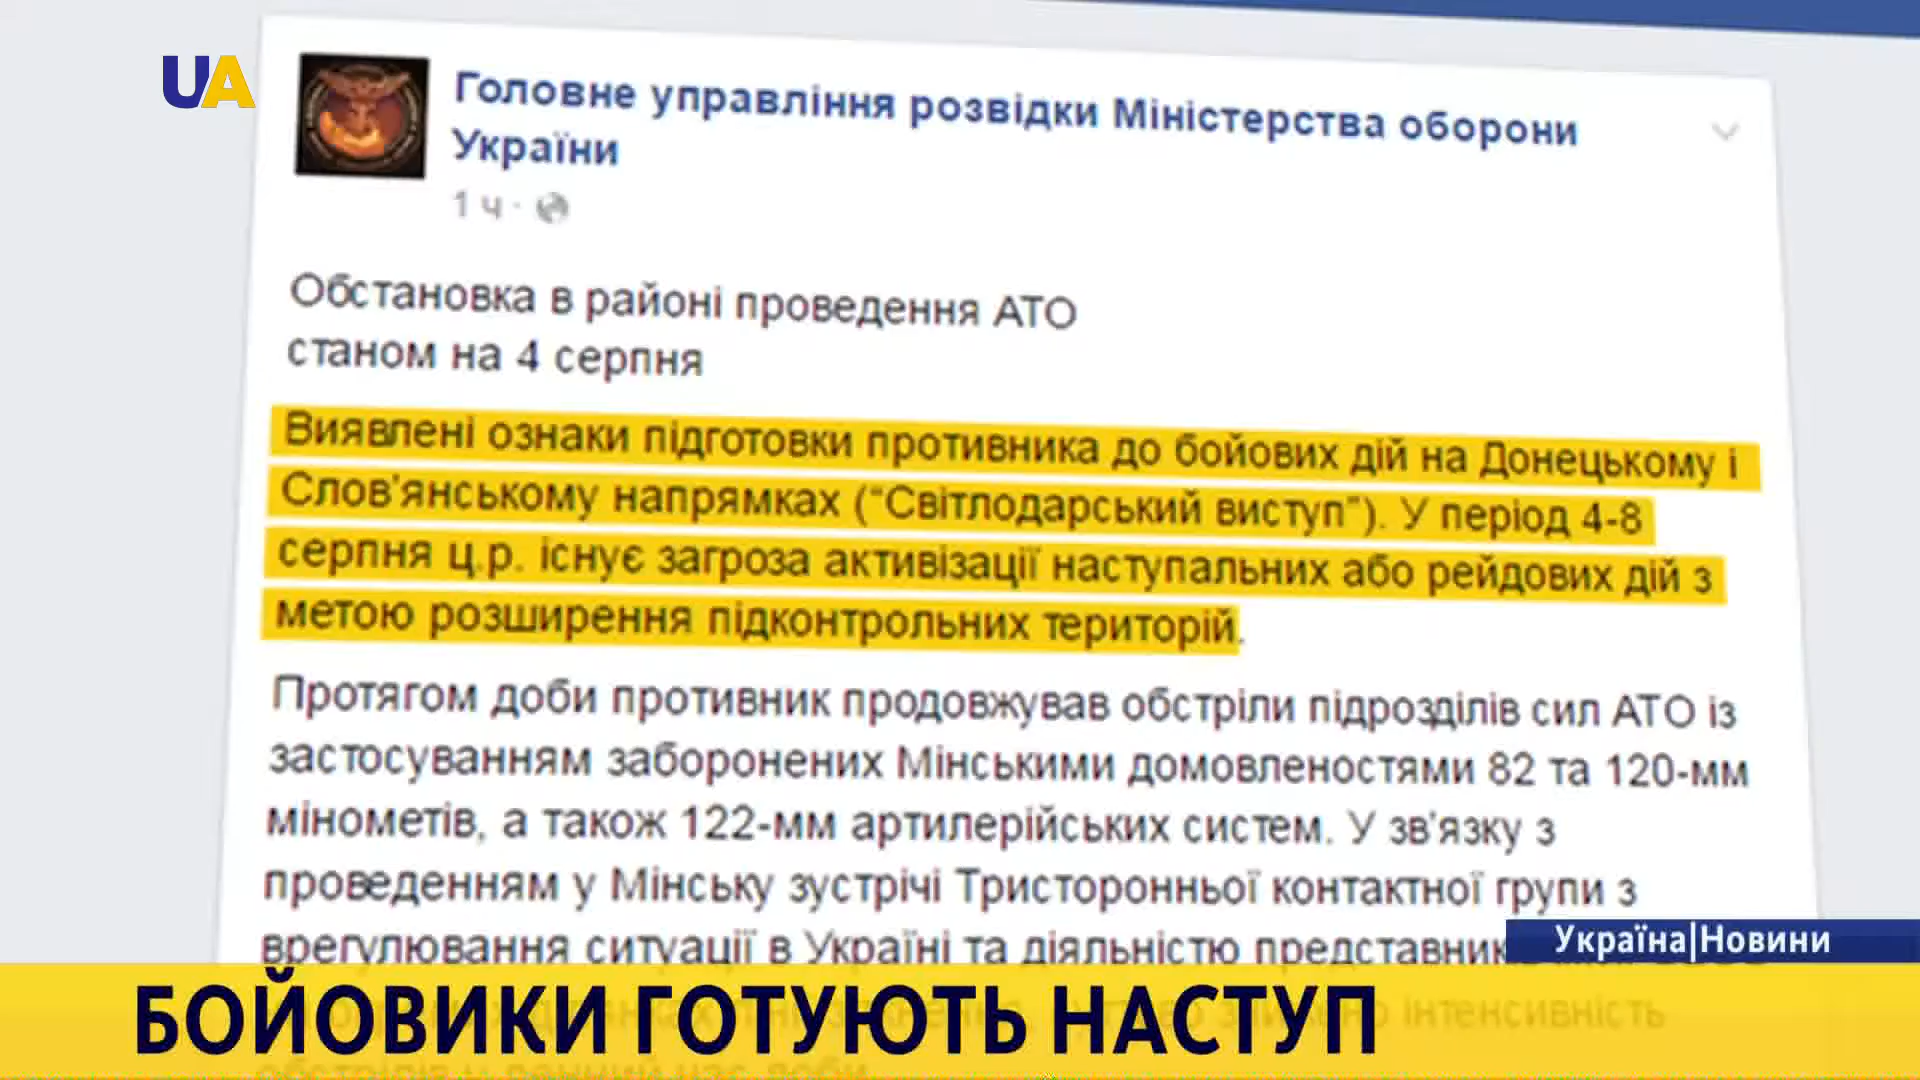 UA
Головне управління розвідки Міністерства оборони
України
1 ч ·
Обстановка в районі проведення АТО
станом на 4 серпня
Виявлені ознаки підготовки противника до бойових дій на Донецькому і
Слов'янському напрямках ("Світлодарський виступ"). У період 4-8
серпня ц.р. існує загроза активізації наступальних або рейдових дій з
метою розширення підконтрольних територій.
Протягом доби противник продовжував обстріли підрозділів сил АТО із
застосуванням заборонених Мінськими домовленостями 82 та 120-мм
мінометів, а також 122-мм артилерійських систем. У зв'язку з
проведенням у Мінську зустрічі Тристоронньої контактної групи з
врегулювання ситуації в Україні та діяльністю
Україна|Новини
БОЙОВИКИ ГОТУЮТЬ НАСТУП
інтенсивність